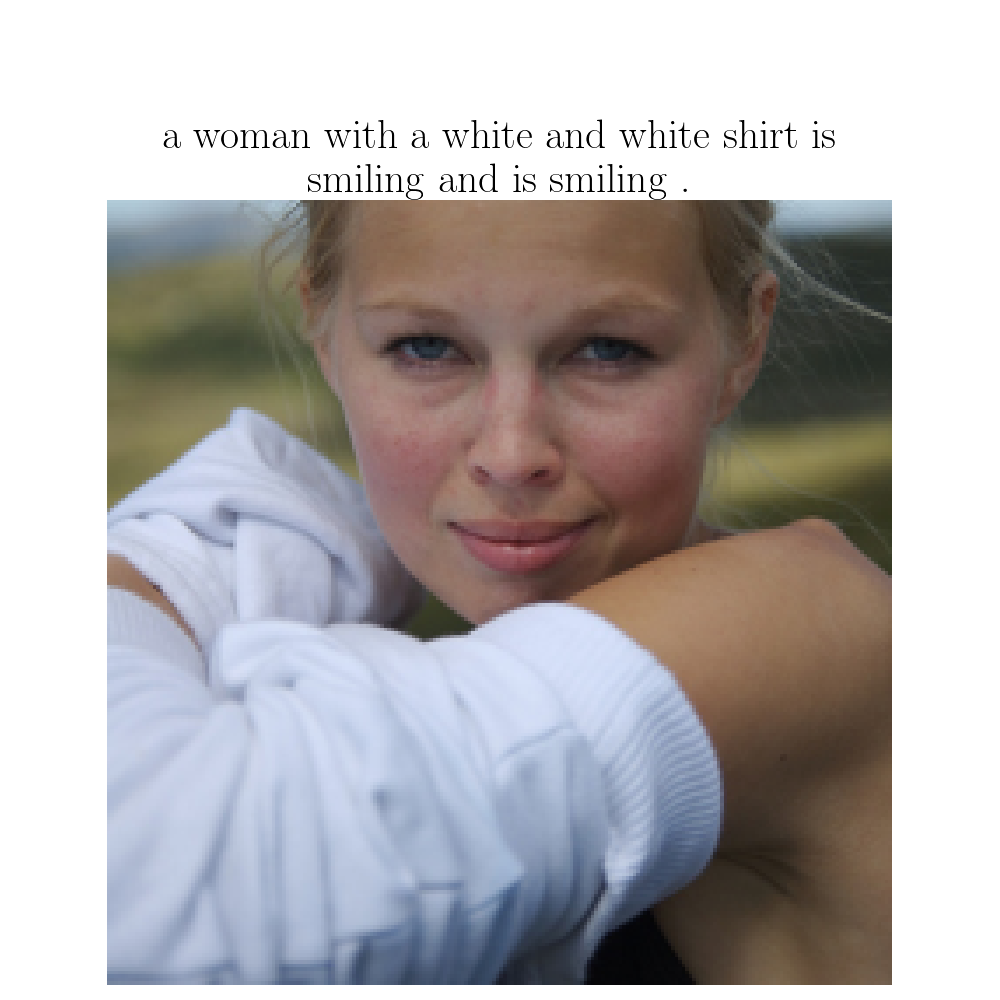 a woman with a white and white shirt is
smiling and is smiling .